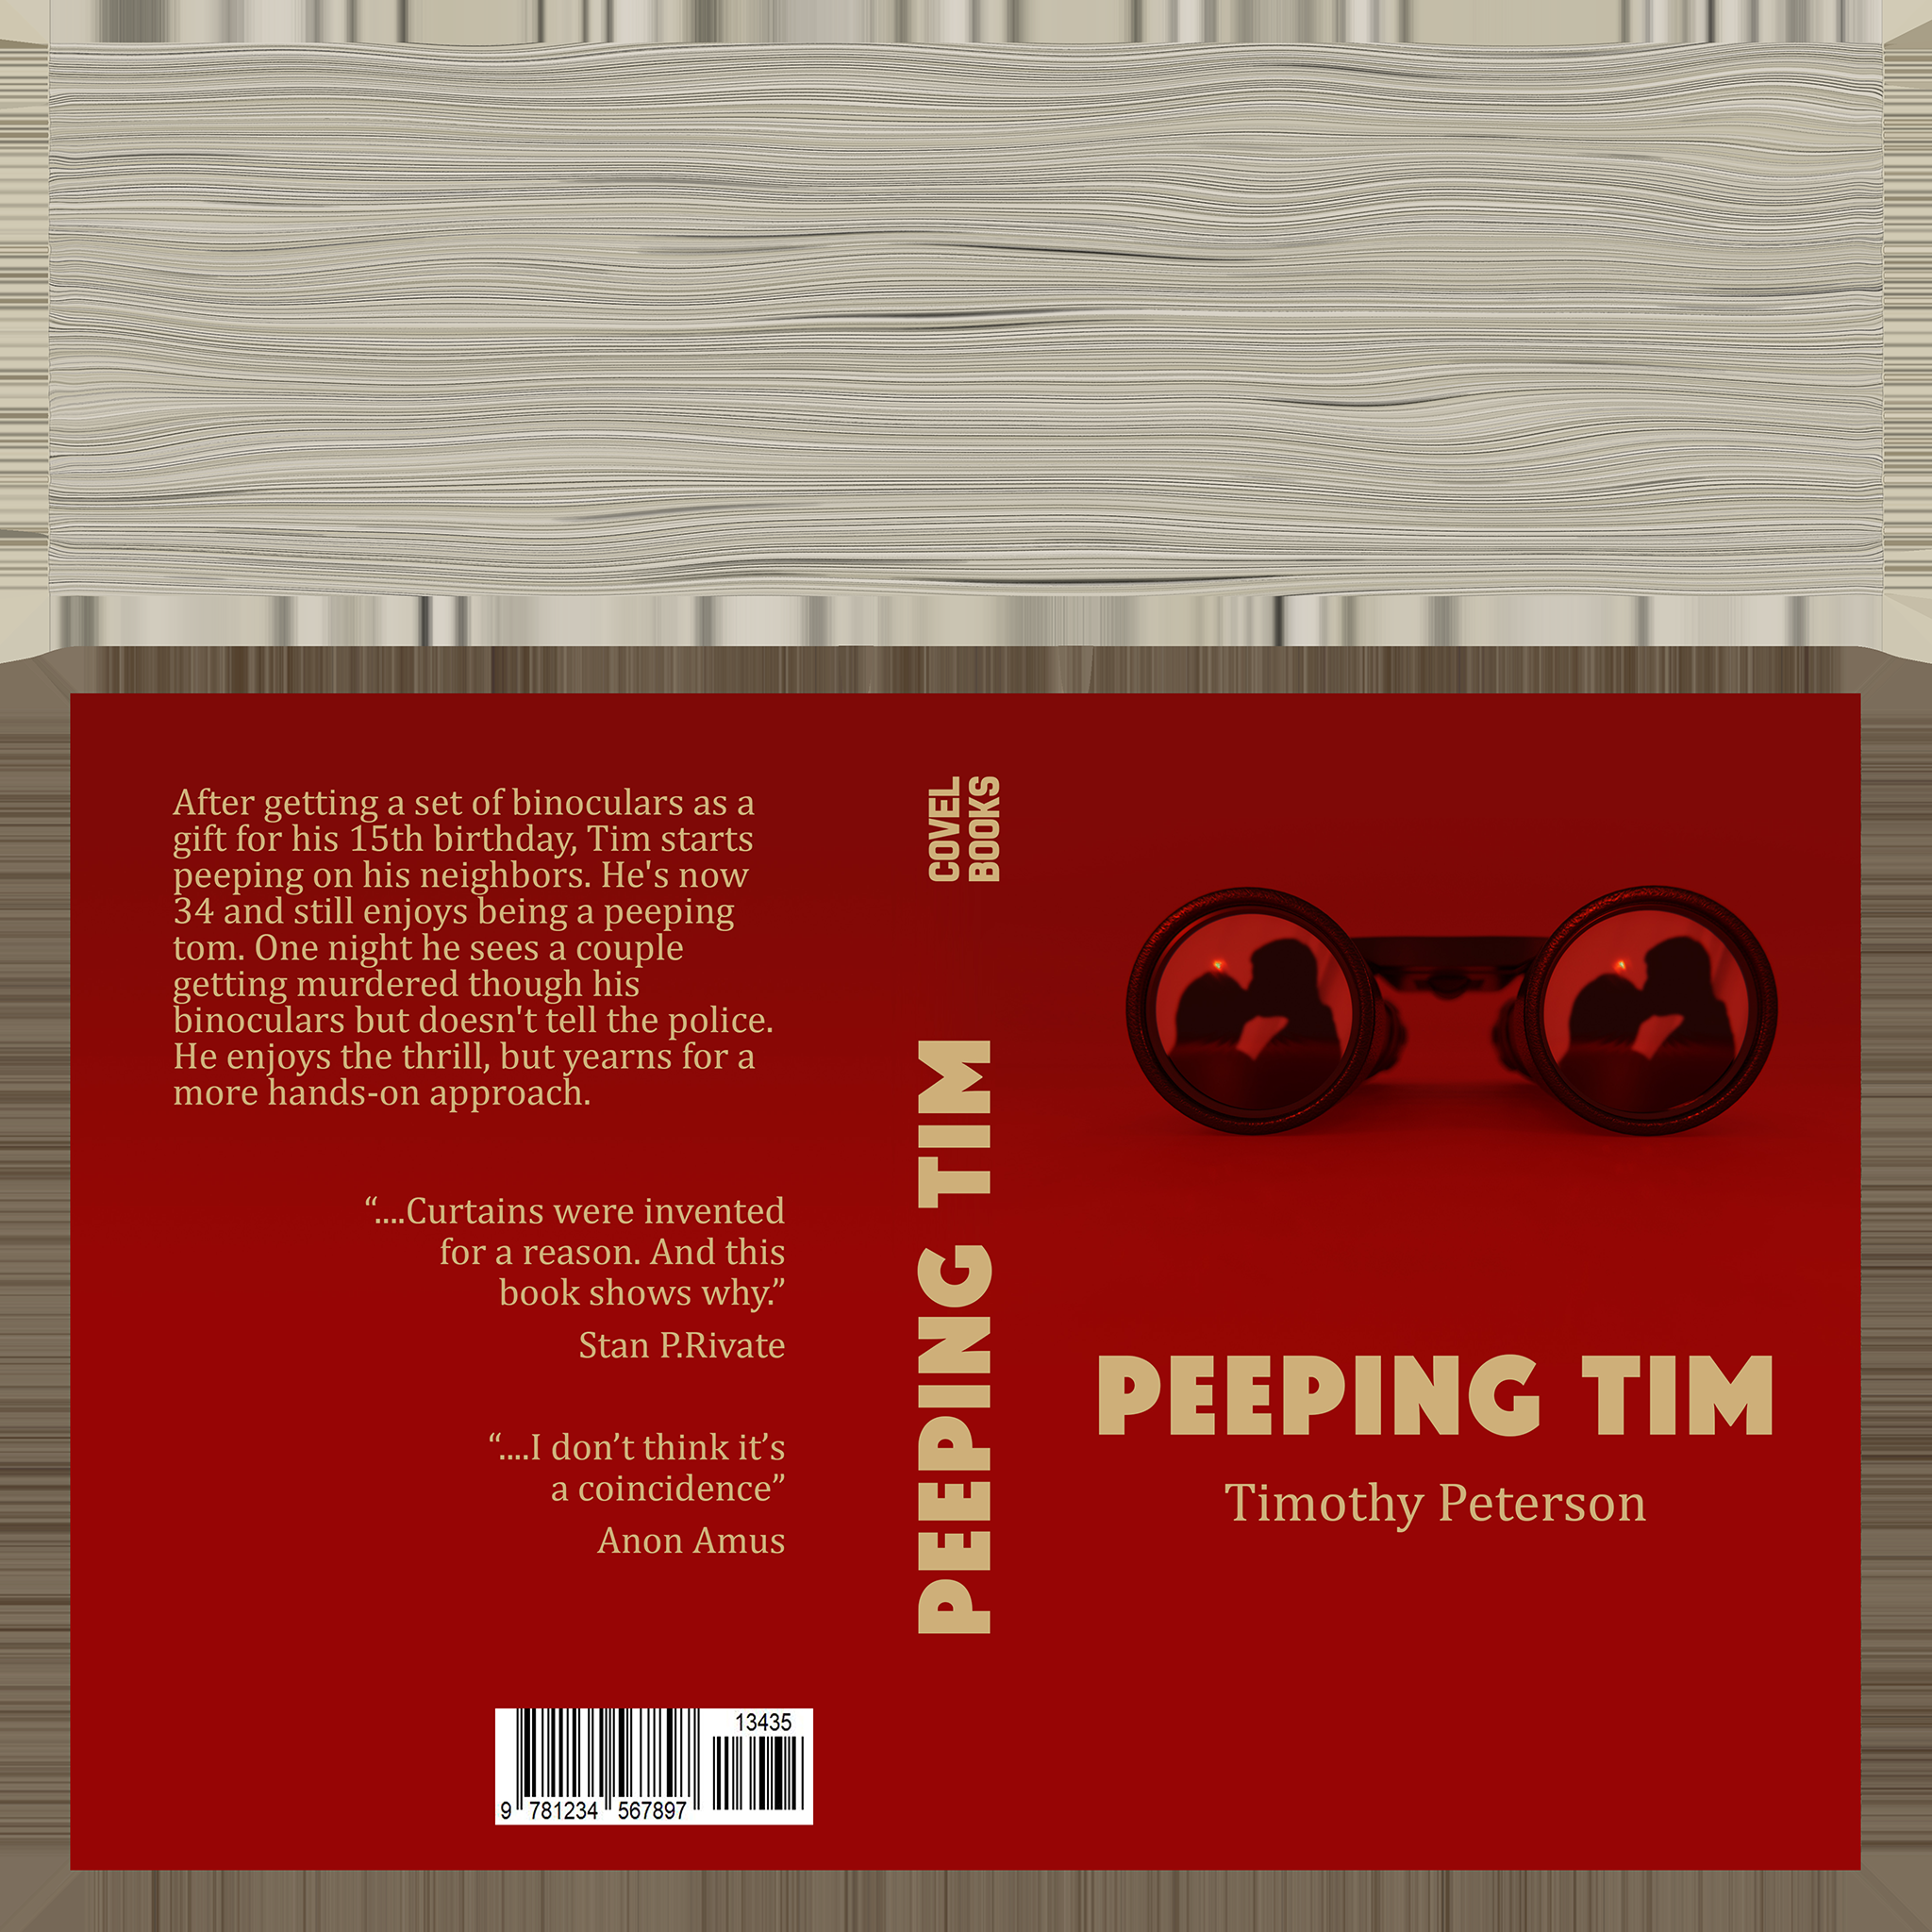 After getting a set of binoculars as a
gift for his 15th birthday, Tim starts
peeping on his neighbors. He's now
34 and still enjoys being a peeping
tom. One night he sees a couple
getting murdered though his
binoculars but doesn't tell the police.
He enjoys the thrill, but yearns for a
more hands-on approach.
“....Curtains were invented
for a reason. And this
book shows why.”
Stan P.Rivate
“....I don’t think it’s
a coincidence”
Anon Amus
13435
9 781234 567897
COVEL
BOOKS
PEEPING TIM
PEEPING TIM
Timothy Peterson